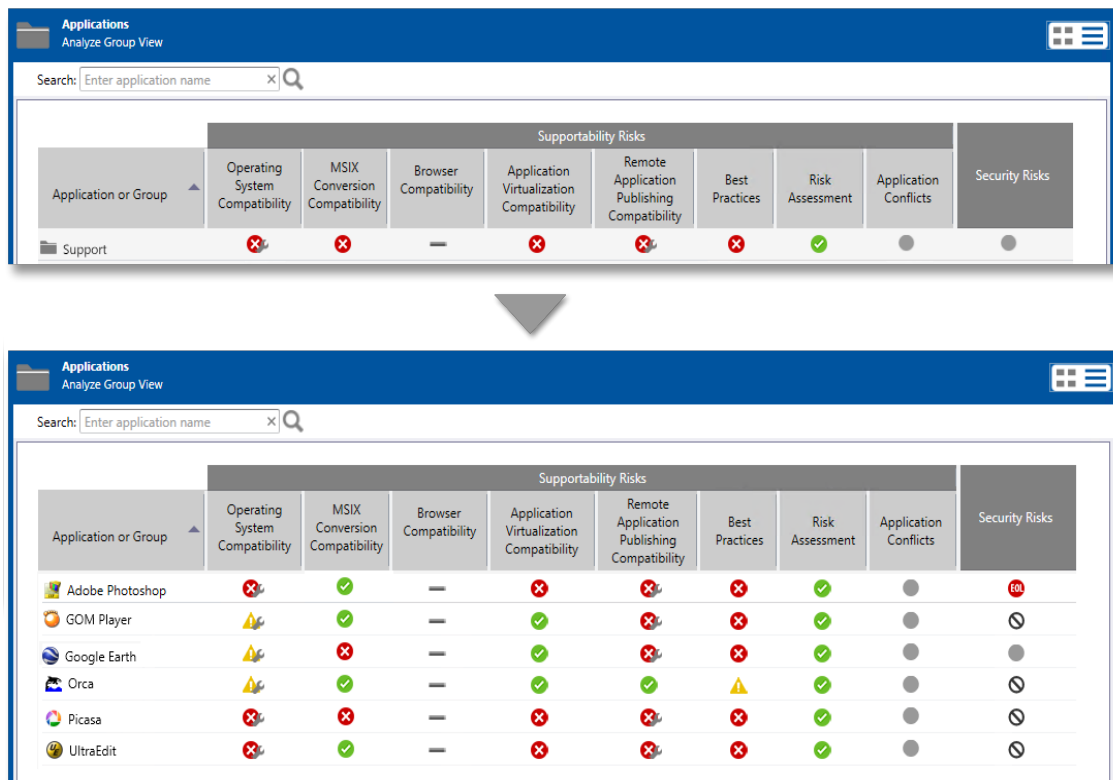 Applications
Analyze Group View
Search: Enter application name
Supportability Risks
Application or Group
Operating
System
Compatibility
MSIX
Conversion
Compatibility
Browser
Compatibility
Application
Virtualization
Compatibility
Remote
Application
Publishing
Compatibility
Best
Practices
Risk
Assessment
Application
Conflicts
Security Risks
Support
Applications
Analyze Group View
Search: Enter application name
Supportability Risks
Application or Group
Operating
System
Compatibility
MSIX
Conversion
Compatibility
Browser
Compatibility
Application
Virtualization
Compatibility
Remote
Application
Publishing
Compatibility
Best
Practices
Risk
Assessment
Application
Conflicts
Security Risks
Adobe Photoshop EOL
GOM Player
Google Earth
Orca
Picasa
UltraEdit